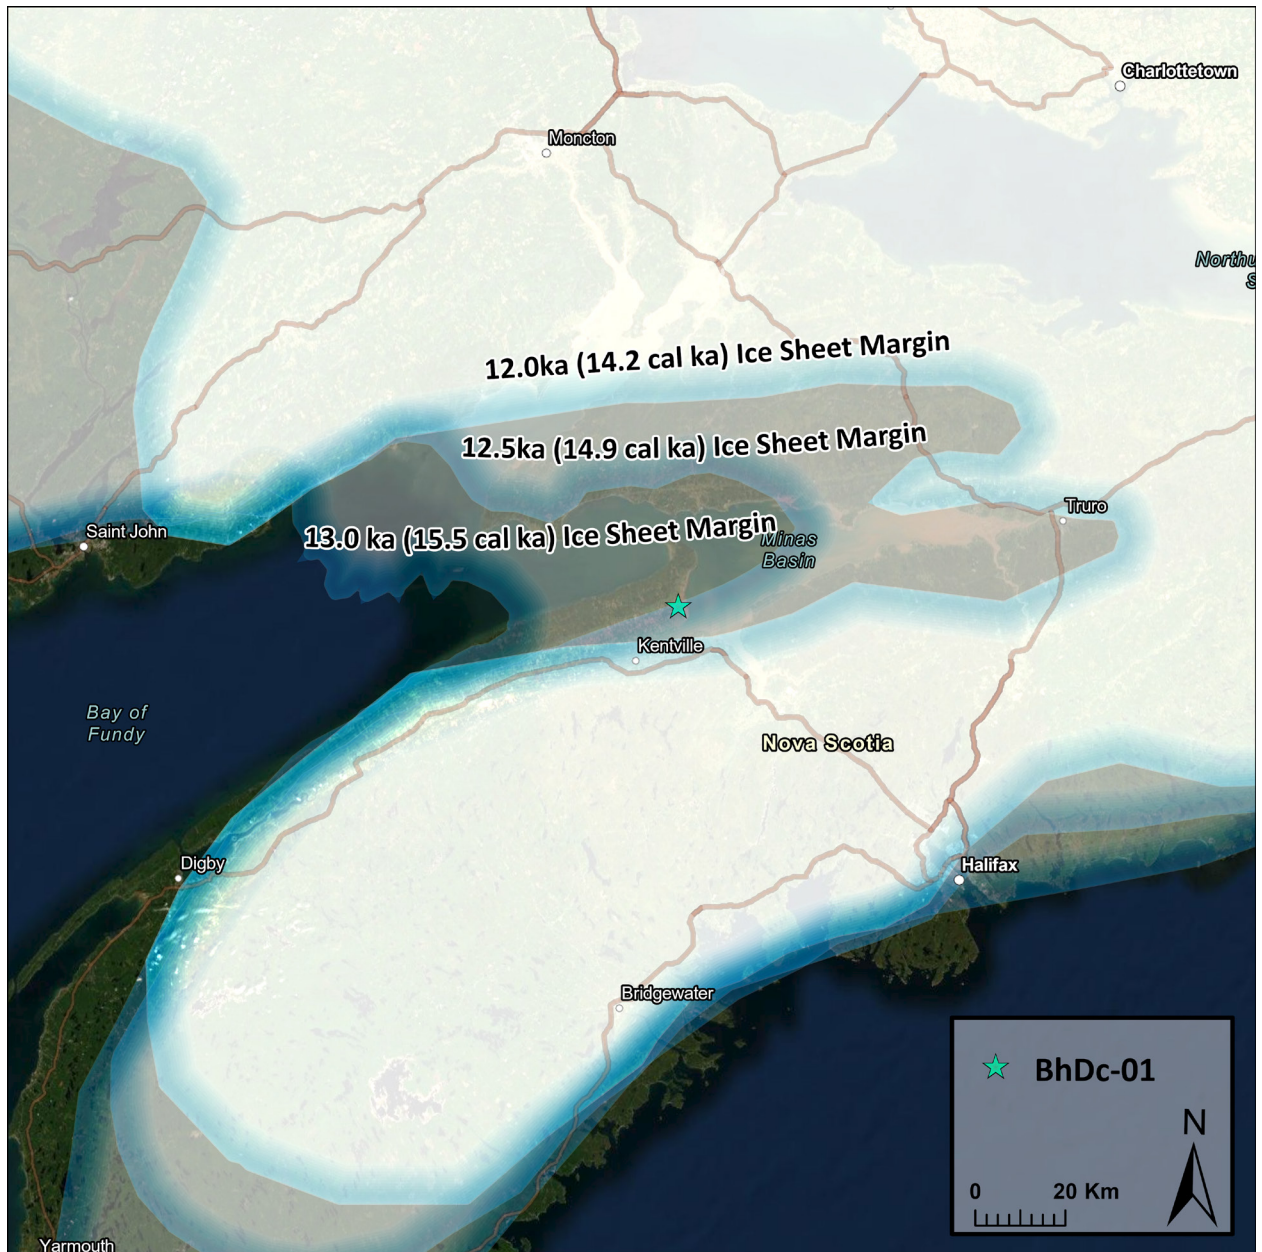 Charlottetown
Moncton
Northu
S
12.0ka (14.2 cal ka) Ice Sheet Margin
12.5ka (14.9 cal ka) Ice Sheet Margin
Truro
13.0 ka (15.5 cal ka) Ice Sheet Margin
Saint John
Minas
Basin
Kentville
Bay of
Fundy
Nova Scotia
Digby
Halifax
Bridgewater
BhDc-01
N
0 20 Km
Yarmouth